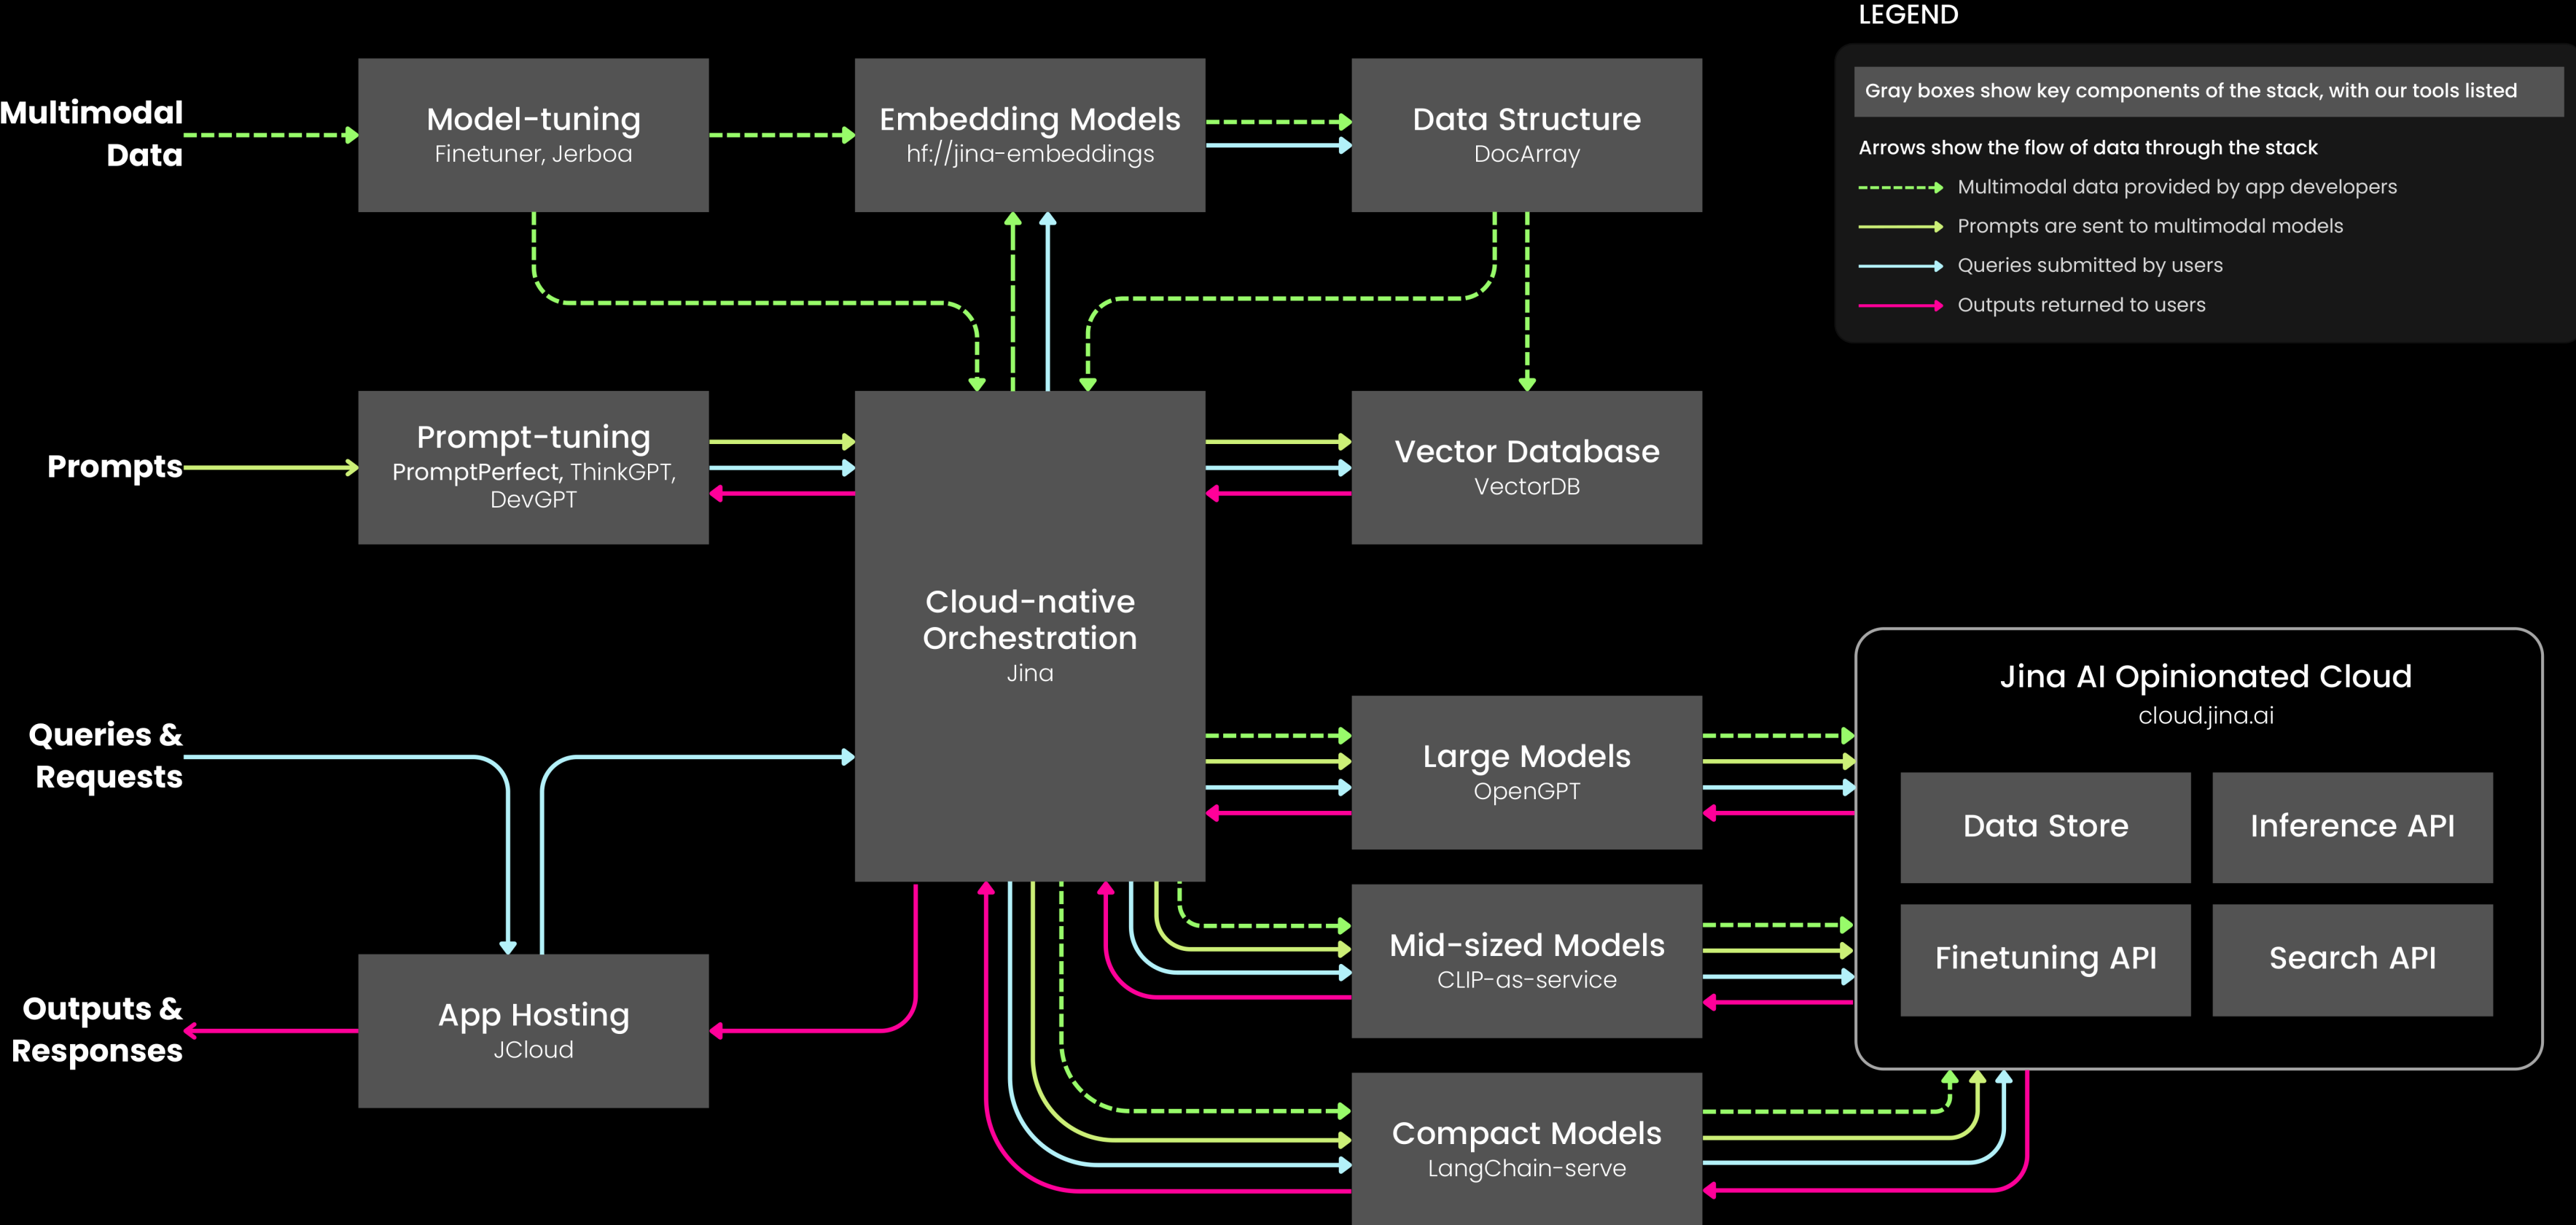 LEGEND
Gray boxes show key components of the stack, with our tools listed
Arrows show the flow of data through the stack
Multimodal data provided by app developers
Prompts are sent to multimodal models
Queries submitted by users
Outputs returned to users
Multimodal
Data
Model-tuning
Finetuner, Jerboa
Embedding Models
hf://jina-embeddings
Data Structure
DocArray
Prompts
Prompt-tuning
PromptPerfect, ThinkGPT,
DevGPT
Cloud-native
Orchestration
Jina
Vector Database
VectorDB
Queries &
Requests
Large Models
OpenGPT
Jina AI Opinionated Cloud
cloud.jina.ai
Data Store
Inference API
Finetuning API
Search API
Outputs &
Responses
App Hosting
JCloud
Mid-sized Models
CLIP-as-service
Compact Models
LangChain-serve